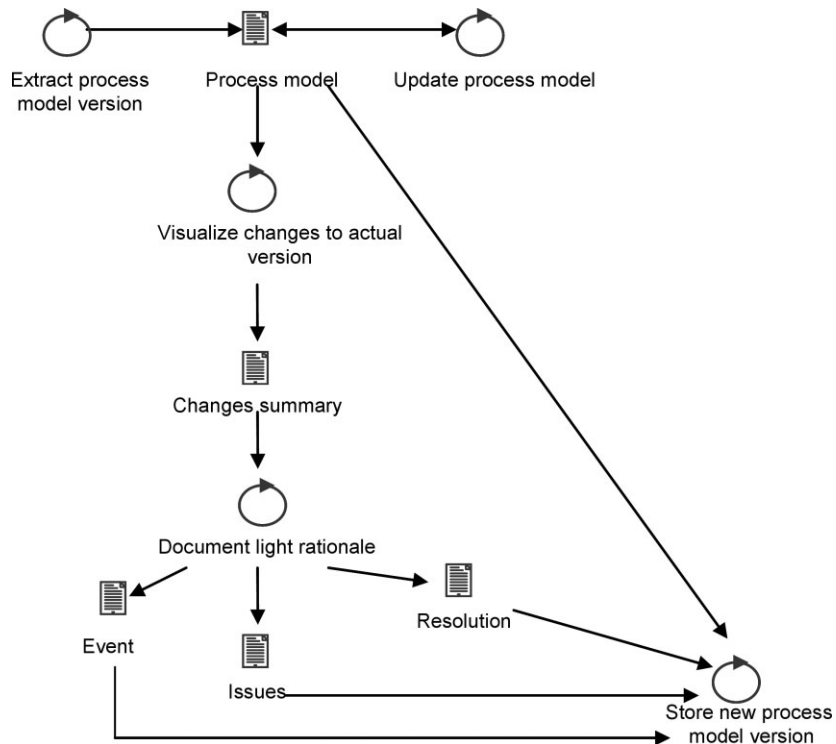 Extract process
model version
Process model
Update process model
Visualize changes to actual
version
Changes summary
Document light rationale
Event
Issues
Resolution
Store new process
model version